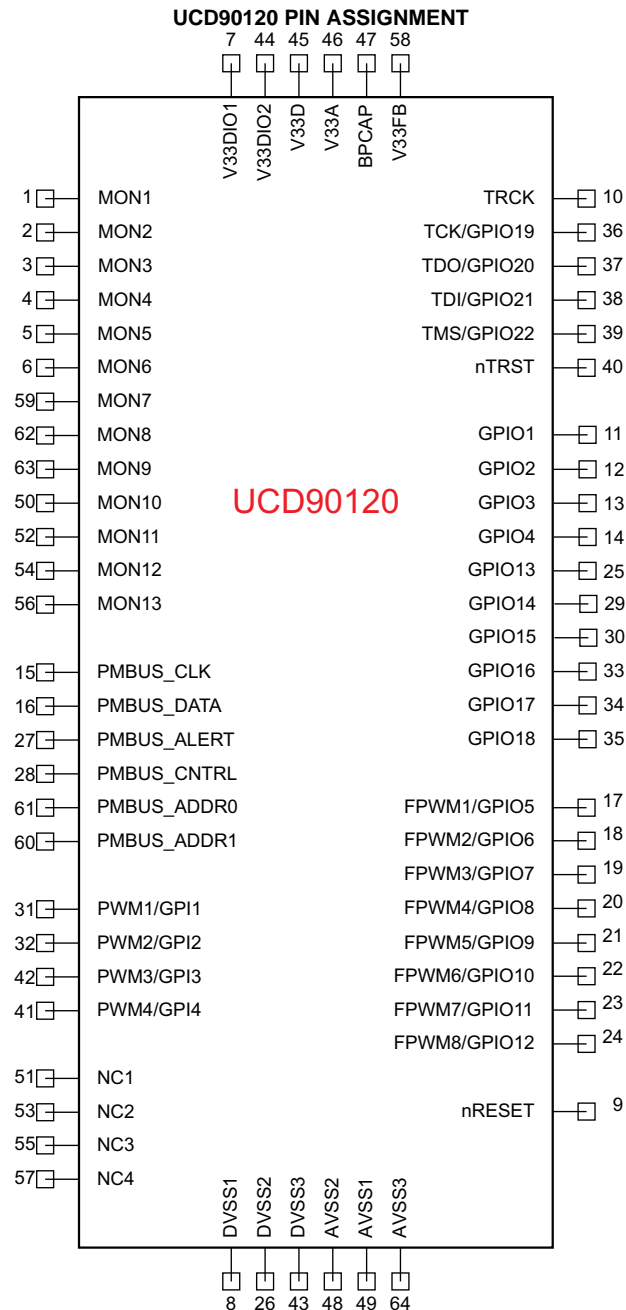 UCD90120 PIN ASSIGNMENT
7 44 45 46 47 58
V33DIO1 V33DIO2 V33D V33A BPCAP V33FB
1 MON1 TRCK 10
2 MON2 TCK/GPIO19 36
3 MON3 TDO/GPIO20 37
4 MON4 TDI/GPIO21 38
5 MON5 TMS/GPIO22 39
6 MON6 nTRST 40
59 MON7
62 MON8 GPIO1 11
63 MON9 GPIO2 12
50 MON10 UCD90120 GPIO3 13
52 MON11 GPIO4 14
54 MON12 GPIO13 25
56 MON13 GPIO14 29
GPIO15 30
15 PMBUS_CLK GPIO16 33
16 PMBUS_DATA GPIO17 34
27 PMBUS_ALERT GPIO18 35
28 PMBUS_CNTRL
61 PMBUS_ADDR0 FPWM1/GPIO5 17
60 PMBUS_ADDR1 FPWM2/GPIO6 18
FPWM3/GPIO7 19
31 PWM1/GPI1 FPWM4/GPIO8 20
32 PWM2/GPI2 FPWM5/GPIO9 21
42 PWM3/GPI3 FPWM6/GPIO10 22
41 PWM4/GPI4 FPWM7/GPIO11 23
FPWM8/GPIO12 24
51 NC1
53 NC2 nRESET 9
55 NC3
57 NC4
DVSS1 DVSS2 DVSS3 AVSS2 AVSS1 AVSS3
8 26 43 48 49 64